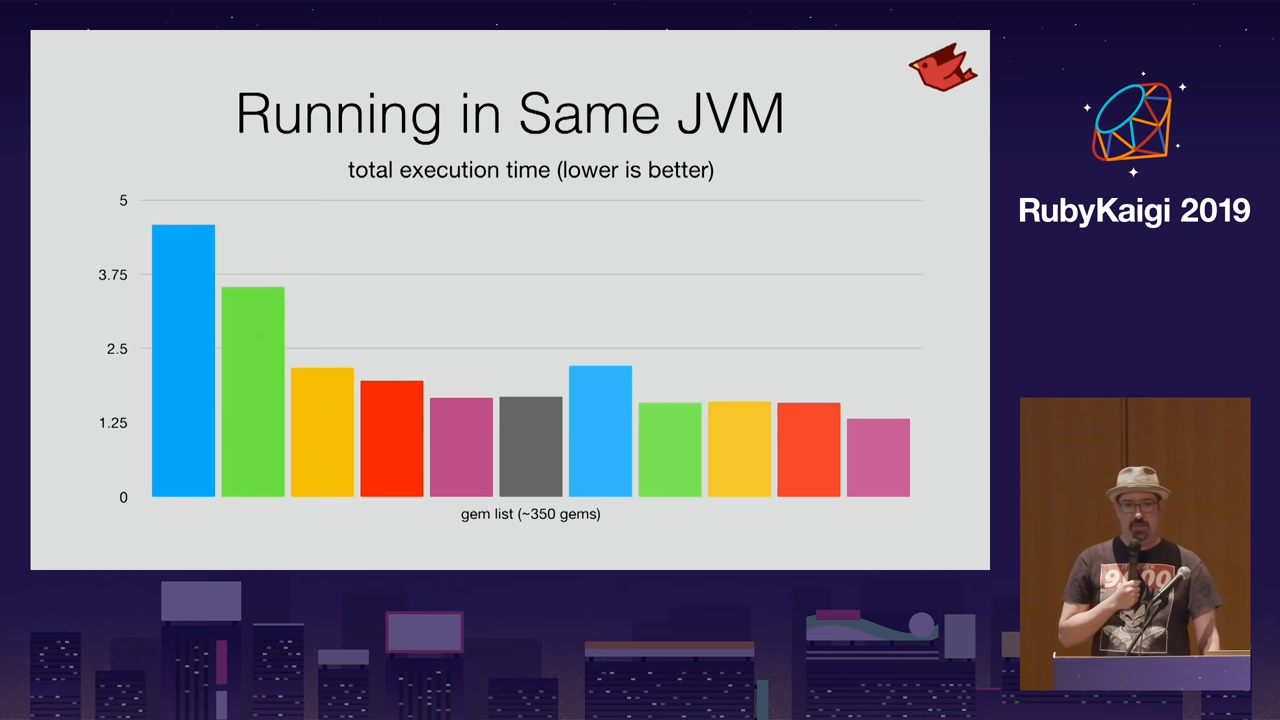 Running in Same JVM
total execution time (lower is better)
5
3.75
2.5
1.25
0
gem list (~350 gems)
RubyKaigi 2019